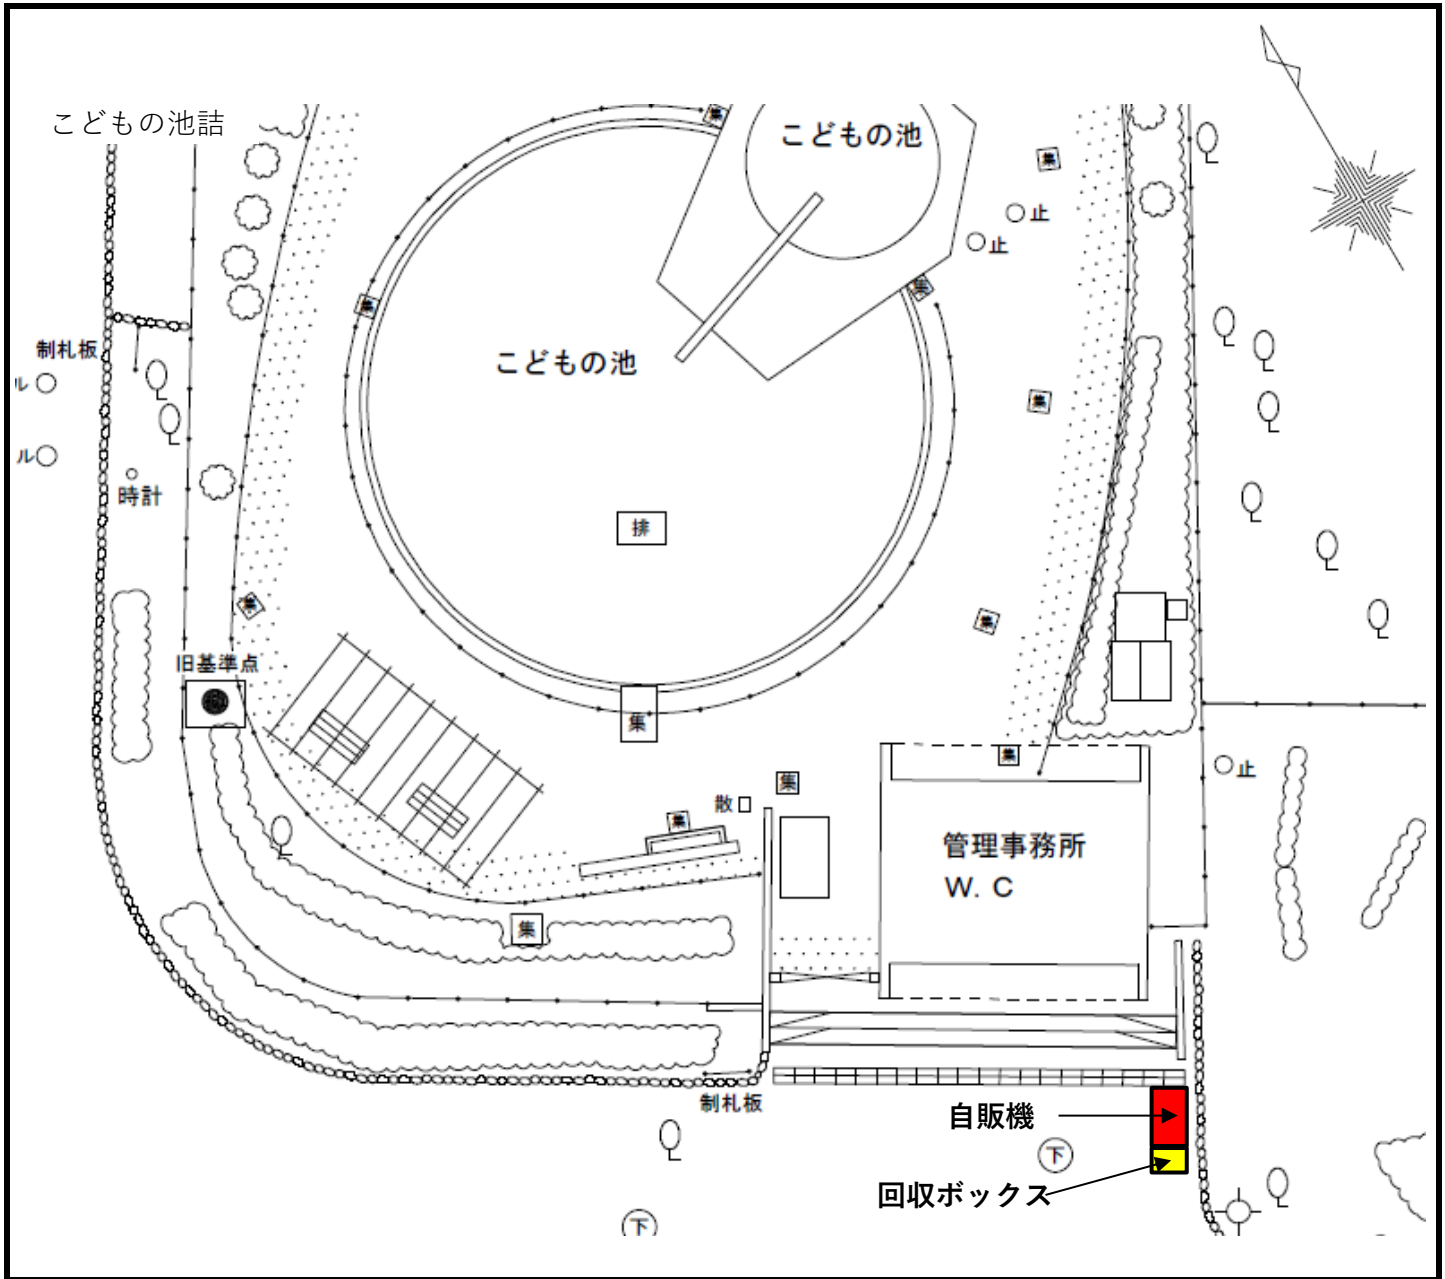 こどもの池詰
集
こどもの池
集
止
止
集
集
制札板
ル
こどもの池
集
ル
時計
排
集
集
旧基準点
集
集
止
集
散
集
管理事務所
W.C
集
制札板
自販機
下
回収ボックス
下